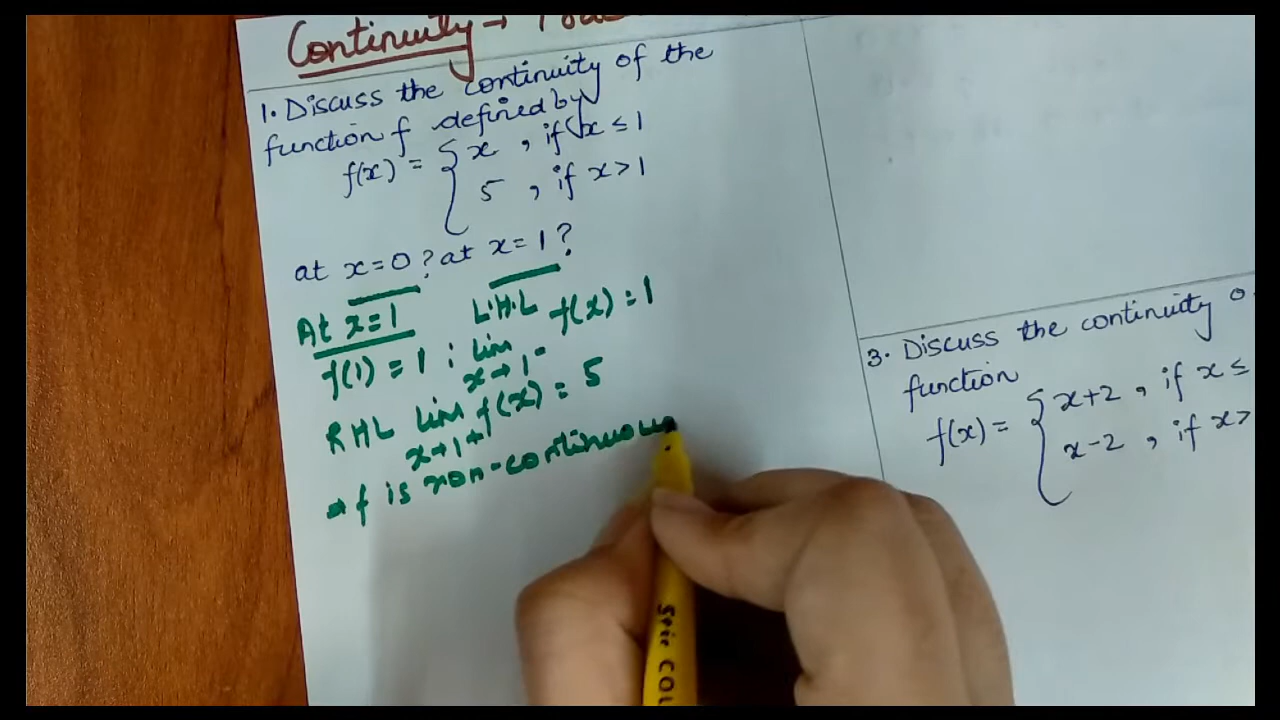 Continuity →
1. Discuss the continuity of the
function f defined by
f(x) = { x , if x ≤ 1
5 , if x > 1
at x=0? at x=1?
At x=1 L.H.L
f(1) = 1 ; lim x→1⁻ f(x) = 1
RHL lim x→1⁺ f(x) = 5
⇒ f is non-continuous
3. Discuss the continuity o
function
f(x) = { x+2 , if x ≤
x-2 , if x >
Spic COL